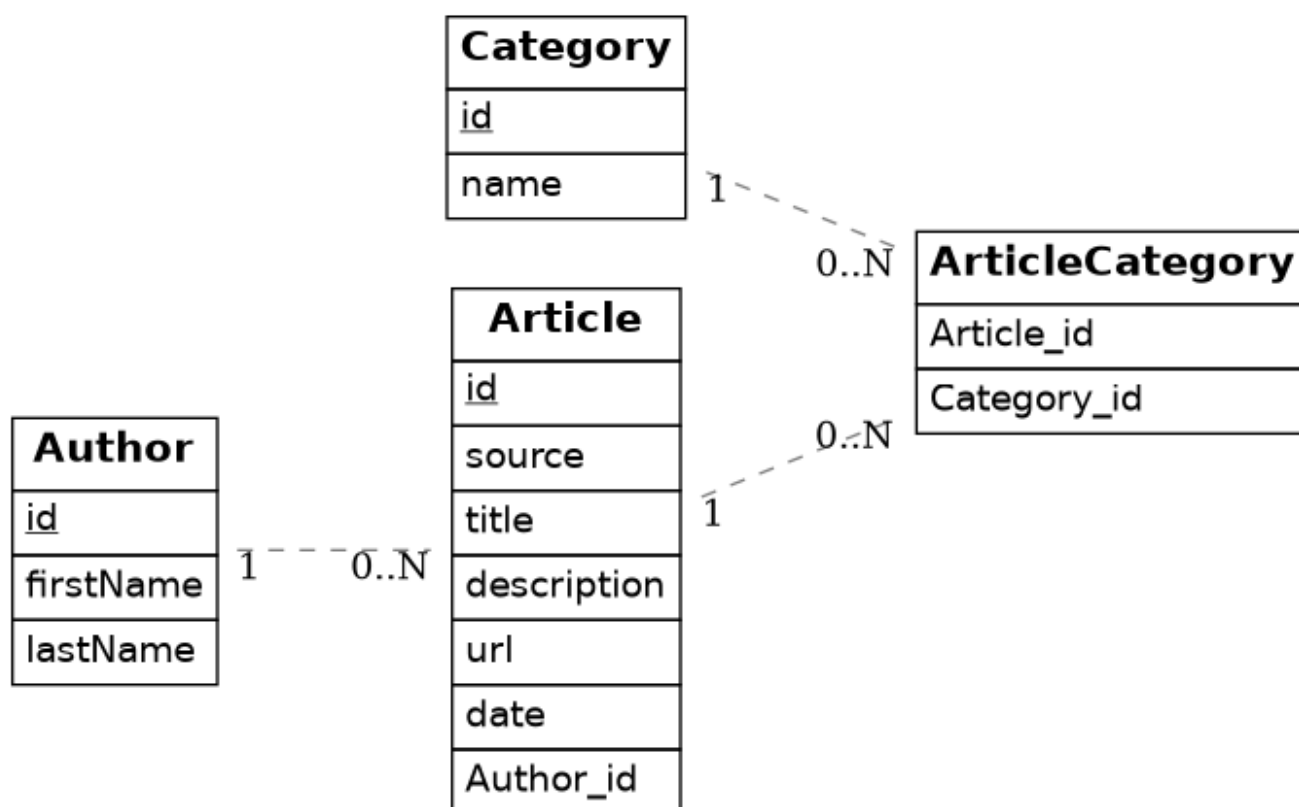 Category
id
name
1
0..N
ArticleCategory
Article_id
Category_id
0..N
1
Article
id
source
title
description
url
date
Author_id
Author
id
firstName
lastName
1
0..N